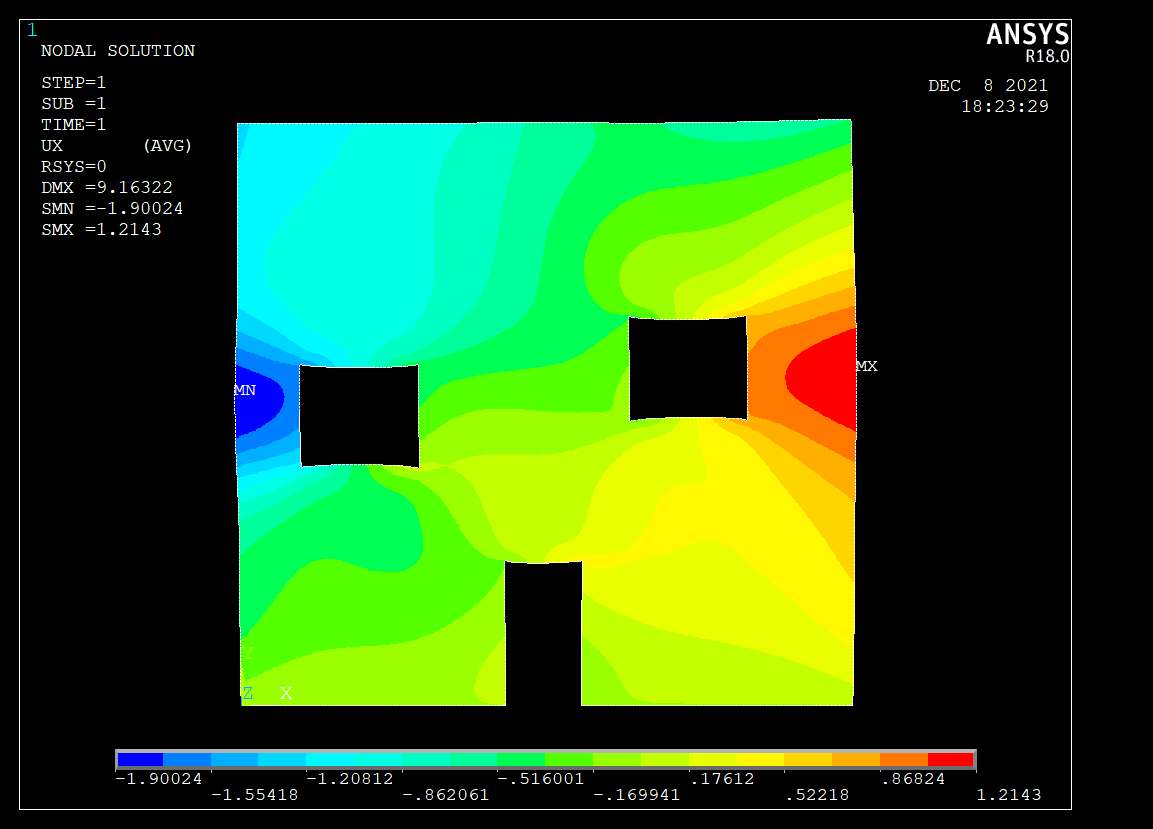 1
ANSYS
R18.0
NODAL SOLUTION
DEC 8 2021
18:23:29
STEP=1
SUB =1
TIME=1
UX (AVG)
RSYS=0
DMX =9.16322
SMN =-1.90024
SMX =1.2143
MX
MN
Y
Z X
-1.90024 -1.20812 -.516001 .17612 .86824
-1.55418 -.862061 -.169941 .52218 1.2143